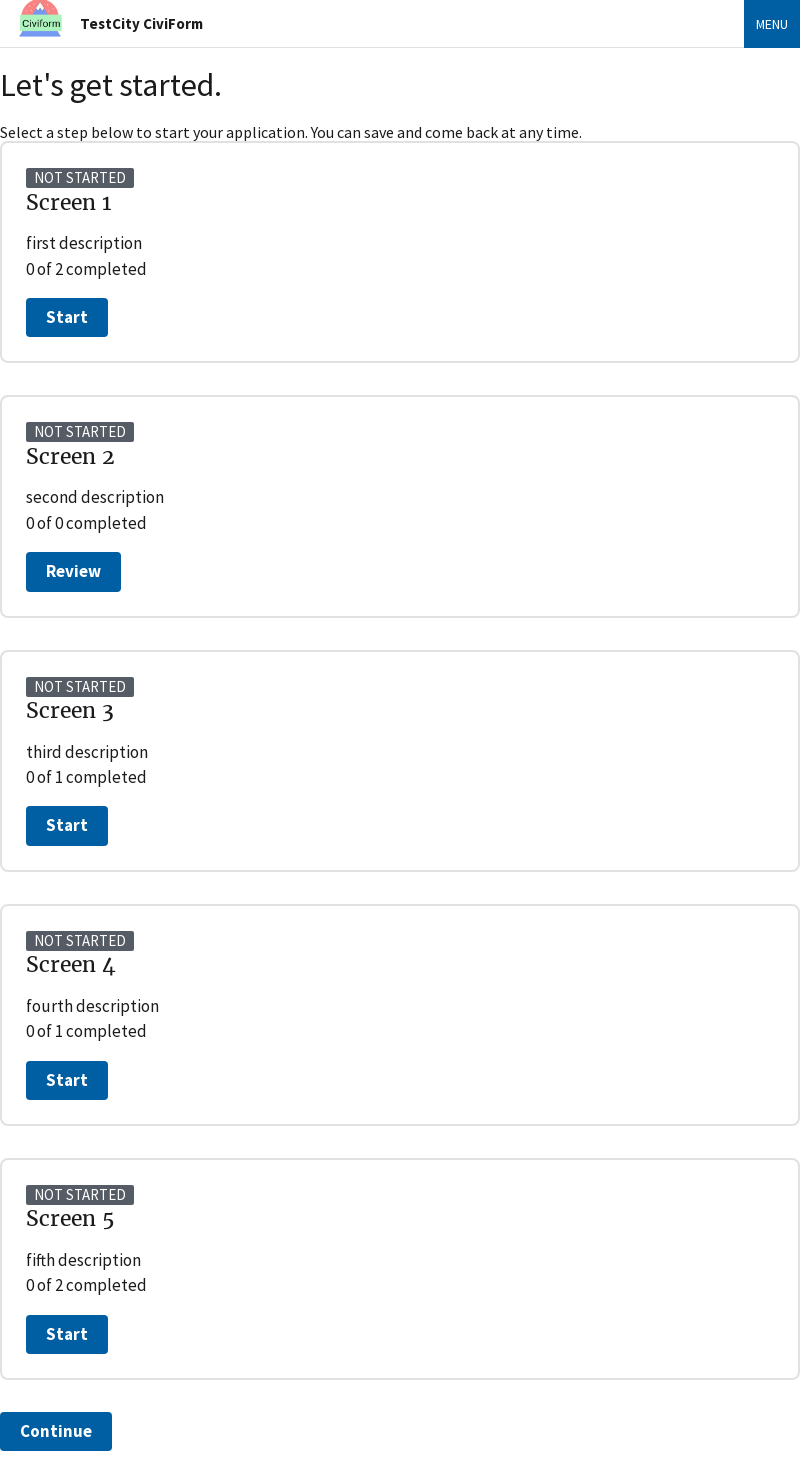 Civiform
TestCity CiviForm
MENU
Let's get started.
Select a step below to start your application. You can save and come back at any time.
NOT STARTED
Screen 1
first description
0 of 2 completed
Start
NOT STARTED
Screen 2
second description
0 of 0 completed
Review
NOT STARTED
Screen 3
third description
0 of 1 completed
Start
NOT STARTED
Screen 4
fourth description
0 of 1 completed
Start
NOT STARTED
Screen 5
fifth description
0 of 2 completed
Start
Continue